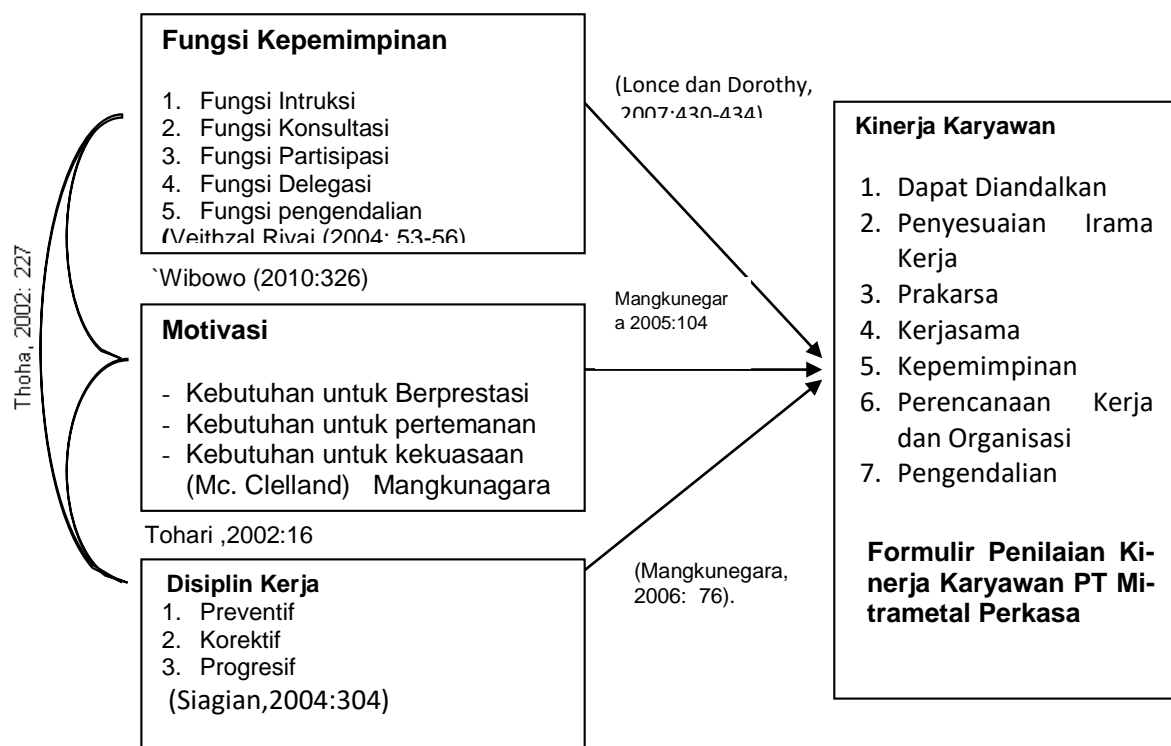 Thoha, 2002: 227
Fungsi Kepemimpinan
1. Fungsi Intruksi
2. Fungsi Konsultasi
3. Fungsi Partisipasi
4. Fungsi Delegasi
5. Fungsi pengendalian
(Veithzal Rivai (2004: 53-56)
`Wibowo (2010:326)
Motivasi
- Kebutuhan untuk Berprestasi
- Kebutuhan untuk pertemanan
- Kebutuhan untuk kekuasaan
(Mc. Clelland) Mangkunagara
Tohari ,2002:16
Disiplin Kerja
1. Preventif
2. Korektif
3. Progresif
(Siagian,2004:304)
(Lonce dan Dorothy,
2007:430-434)
Mangkunegar
a 2005:104
(Mangkunegara,
2006: 76).
Kinerja Karyawan
1. Dapat Diandalkan
2. Penyesuaian Irama
Kerja
3. Prakarsa
4. Kerjasama
5. Kepemimpinan
6. Perencanaan Kerja
dan Organisasi
7. Pengendalian
Formulir Penilaian Ki-
nerja Karyawan PT Mi-
trametal Perkasa